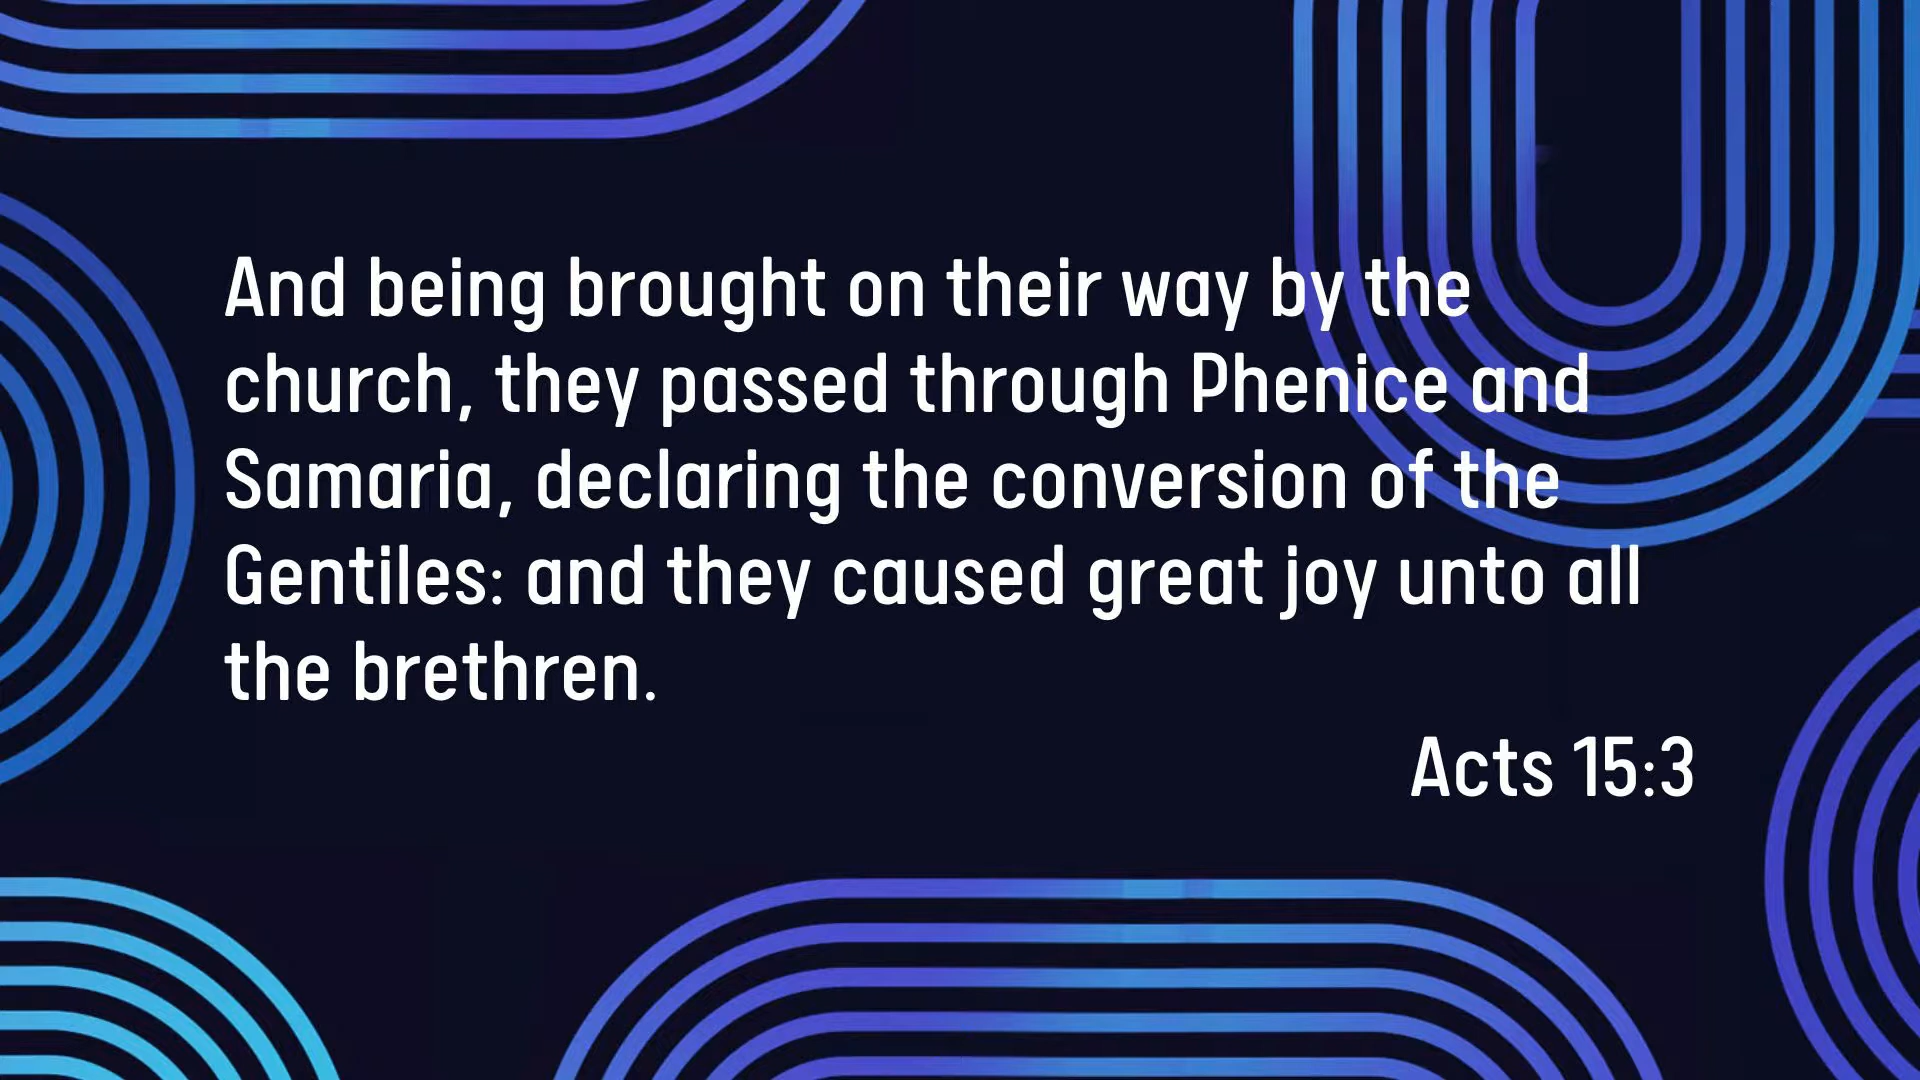 And being brought on their way by the
church, they passed through Phenice and
Samaria, declaring the conversion of the
Gentiles: and they caused great joy unto all
the brethren.
Acts 15:3